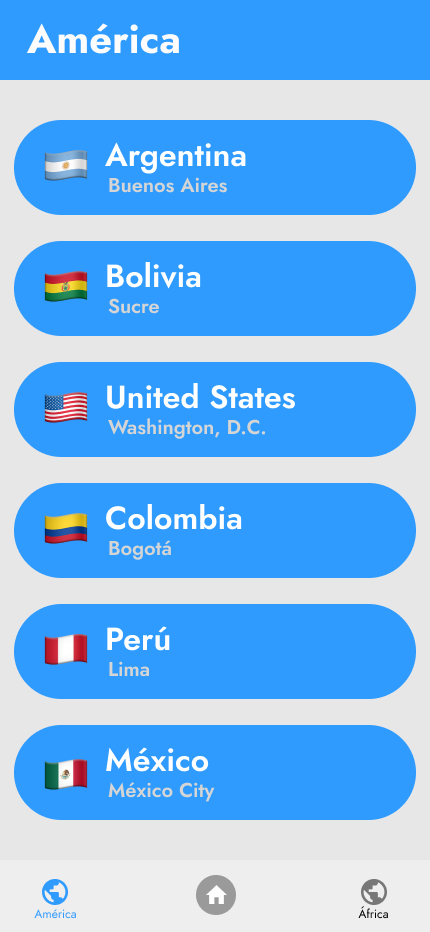 América
Argentina
Buenos Aires
Bolivia
Sucre
United States
Washington, D.C.
Colombia
Bogotá
Perú
Lima
México
México City
América
África